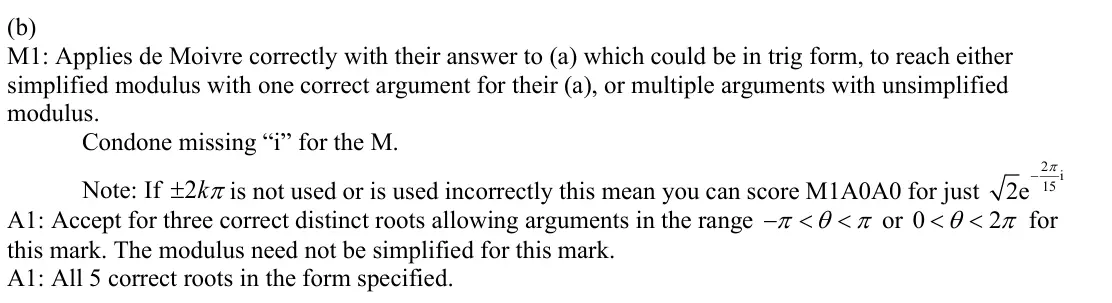 (b)
M1: Applies de Moivre correctly with their answer to (a) which could be in trig form, to reach either
simplified modulus with one correct argument for their (a), or multiple arguments with unsimplified
modulus.
Condone missing “i” for the M.
Note: If ±2kπ is not used or is used incorrectly this mean you can score M1A0A0 for just √2e^(−2π/15 i)
A1: Accept for three correct distinct roots allowing arguments in the range −π < θ < π or 0 < θ < 2π for
this mark. The modulus need not be simplified for this mark.
A1: All 5 correct roots in the form specified.